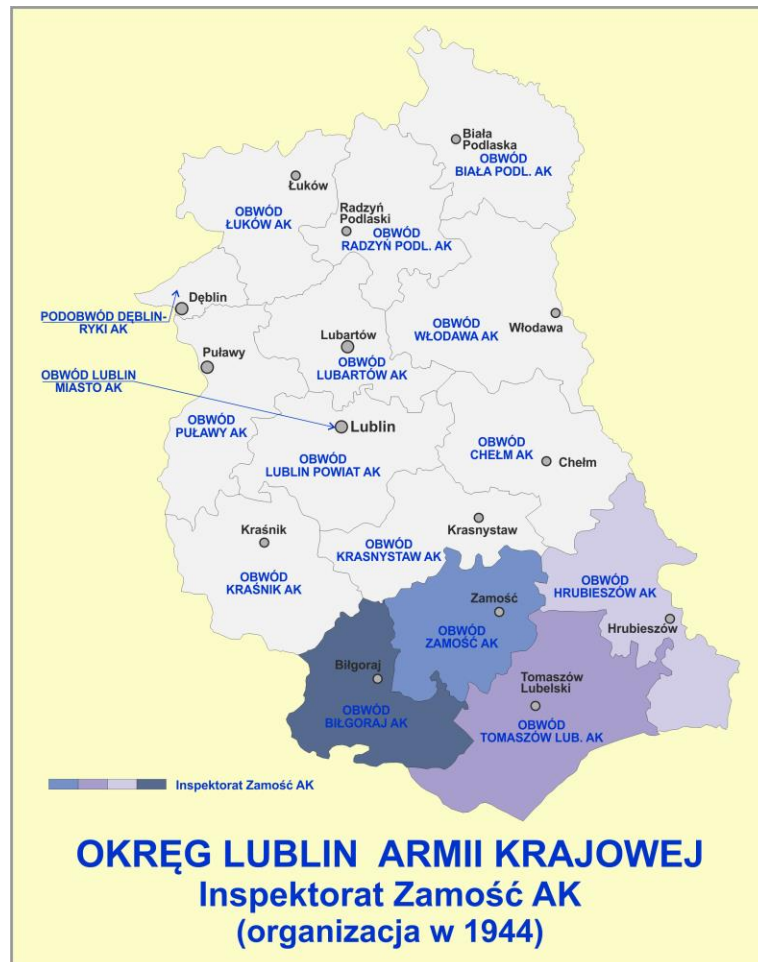 Biała
Podlaska
OBWÓD
BIAŁA PODL. AK
Łuków
OBWÓD
ŁUKÓW AK
Radzyń
Podlaski
OBWÓD
RADZYŃ PODL. AK
Dęblin
PODOBWÓD DĘBLIN-
RYKI AK
Lubartów
OBWÓD
LUBARTÓW AK
OBWÓD
WŁODAWA AK
Włodawa
Puławy
OBWÓD LUBLIN
MIASTO AK
OBWÓD
PUŁAWY AK
Lublin
OBWÓD
LUBLIN POWIAT AK
OBWÓD
CHEŁM AK
Chełm
Kraśnik
OBWÓD
KRAŚNIK AK
Krasnystaw
OBWÓD
KRASNYSTAW AK
Zamość
OBWÓD
ZAMOŚĆ AK
OBWÓD
HRUBIESZÓW AK
Hrubieszów
Biłgoraj
OBWÓD
BIŁGORAJ AK
Tomaszów
Lubelski
OBWÓD
TOMASZÓW LUB. AK
Inspektorat Zamość AK
OKRĘG LUBLIN ARMII KRAJOWEJ
Inspektorat Zamość AK
(organizacja w 1944)